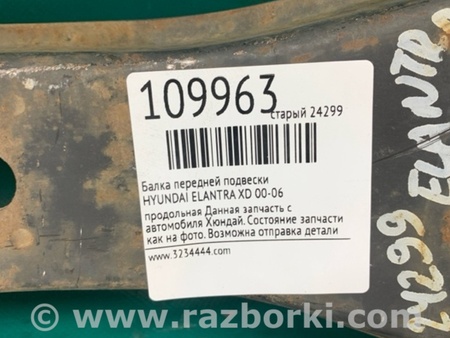 109963
старый 24299
Балка передней подвески
HYUNDAI ELANTRA XD 00-06
продольная Данная запчасть с
автомобиля Хюндай. Состояние запчасти
как на фото. Возможна отправка детали
www.3234444.com
24299 ELANTR
www.razborki.com